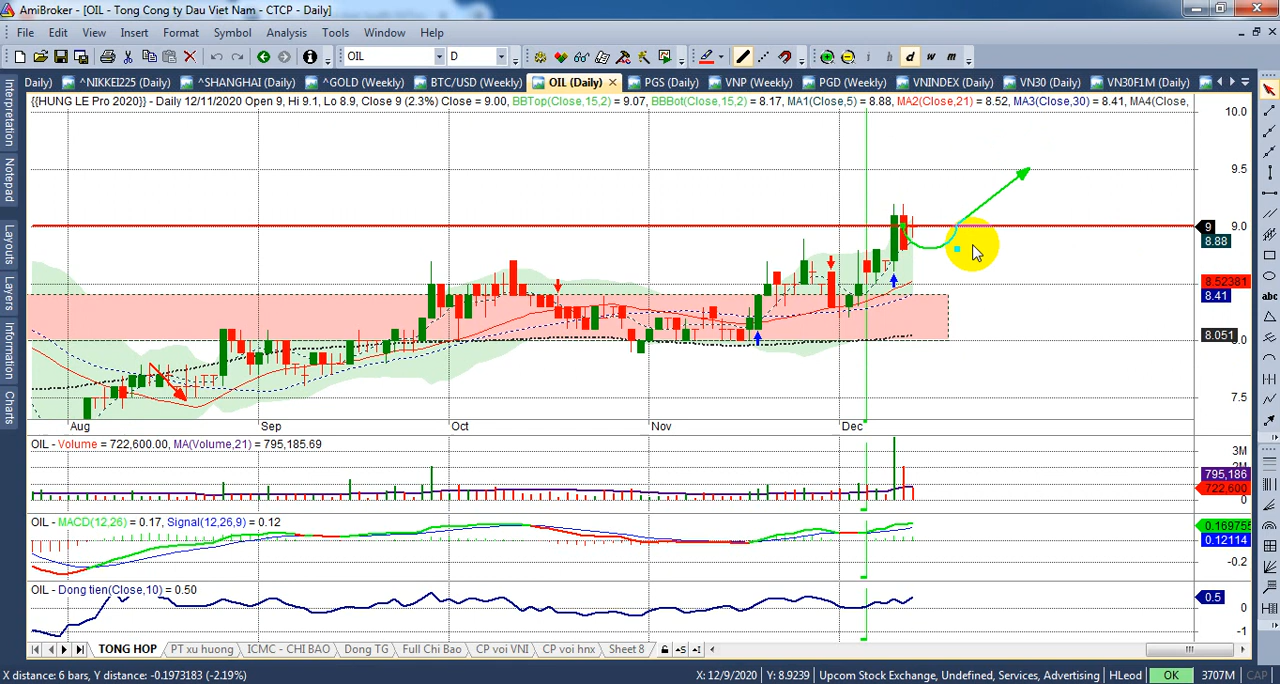 AmiBroker - [OIL - Tong Cong ty Dau Viet Nam - CTCP - Daily]
File Edit View Insert Format Symbol Analysis Tools Window Help
OIL D i h d w m
Daily) ^NIKKEI225 (Daily) ^SHANGHAI (Daily) ^GOLD (Weekly) BTC/USD (Weekly) OIL (Daily) PGS (Daily) VNP (Weekly) PGD (Weekly) VNINDEX (Daily) VN30 (Daily) VN30F1M (Daily)
{{HUNG LE Pro 2020}} - Daily 12/11/2020 Open 9, Hi 9.1, Lo 8.9, Close 9 (2.3%) Close = 9.00, BBTop(Close,15,2) = 9.07, BBBot(Close,15,2) = 8.17, MA1(Close,5) = 8.88, MA2(Close,21) = 8.52, MA3(Close,30) = 8.41, MA4(Close,
Interpretation
Notepad
Layouts
Layers
Information
Charts
abc
10.0
9.5
9 9.0
8.88
8.52381
8.41
8.051
7.5
Aug Sep Oct Nov Dec
OIL - Volume = 722,600.00, MA(Volume,21) = 795,185.69
3M
795,186
722,600
0
OIL - MACD(12,26) = 0.17, Signal(12,26,9) = 0.12
0.169755
0.12114
-0.2
OIL - Dong tien(Close,10) = 0.50
0.5
0
-1
TONG HOP PT xu huong ICMC - CHI BAO Dong TG Full Chi Bao CP voi VNI CP voi hnx Sheet 8
X distance: 6 bars, Y distance: -0.1973183 (-2.19%) X: 12/9/2020 Y: 8.9239 Upcom Stock Exchange, Undefined, Services, Advertising HLeod OK 3707M CAP